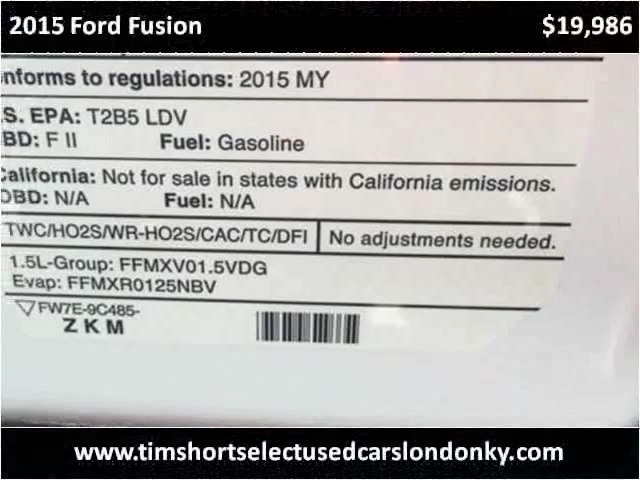 2015 Ford Fusion $19,986
nforms to regulations: 2015 MY
S. EPA: T2B5 LDV
BD: F II Fuel: Gasoline
California: Not for sale in states with California emissions.
OBD: N/A Fuel: N/A
TWC/HO2S/WR-HO2S/CAC/TC/DFI No adjustments needed.
1.5L-Group: FFMXV01.5VDG
Evap: FFMXR0125NBV
FW7E-9C485-
Z K M
www.timshortselectusedcarslondonky.com